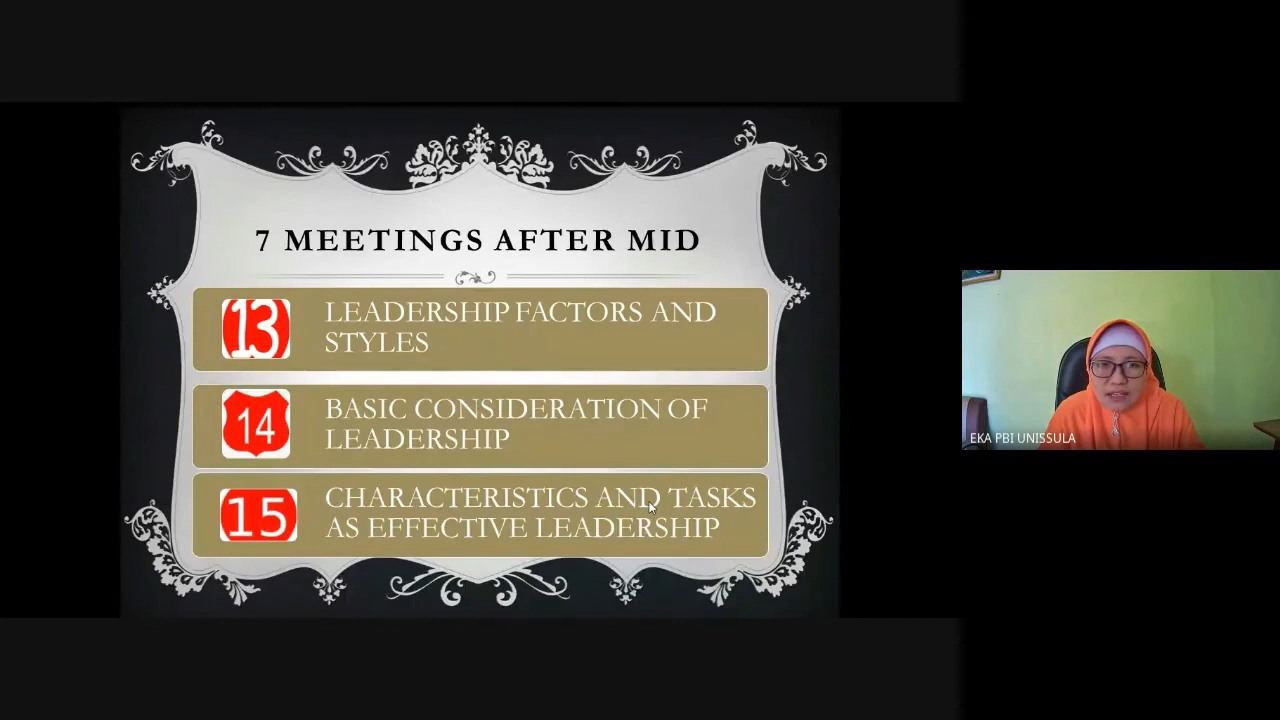 7 MEETINGS AFTER MID
13
LEADERSHIP FACTORS AND
STYLES
14
BASIC CONSIDERATION OF
LEADERSHIP
15
CHARACTERISTICS AND TASKS
AS EFFECTIVE LEADERSHIP
EKA PBI UNISSULA